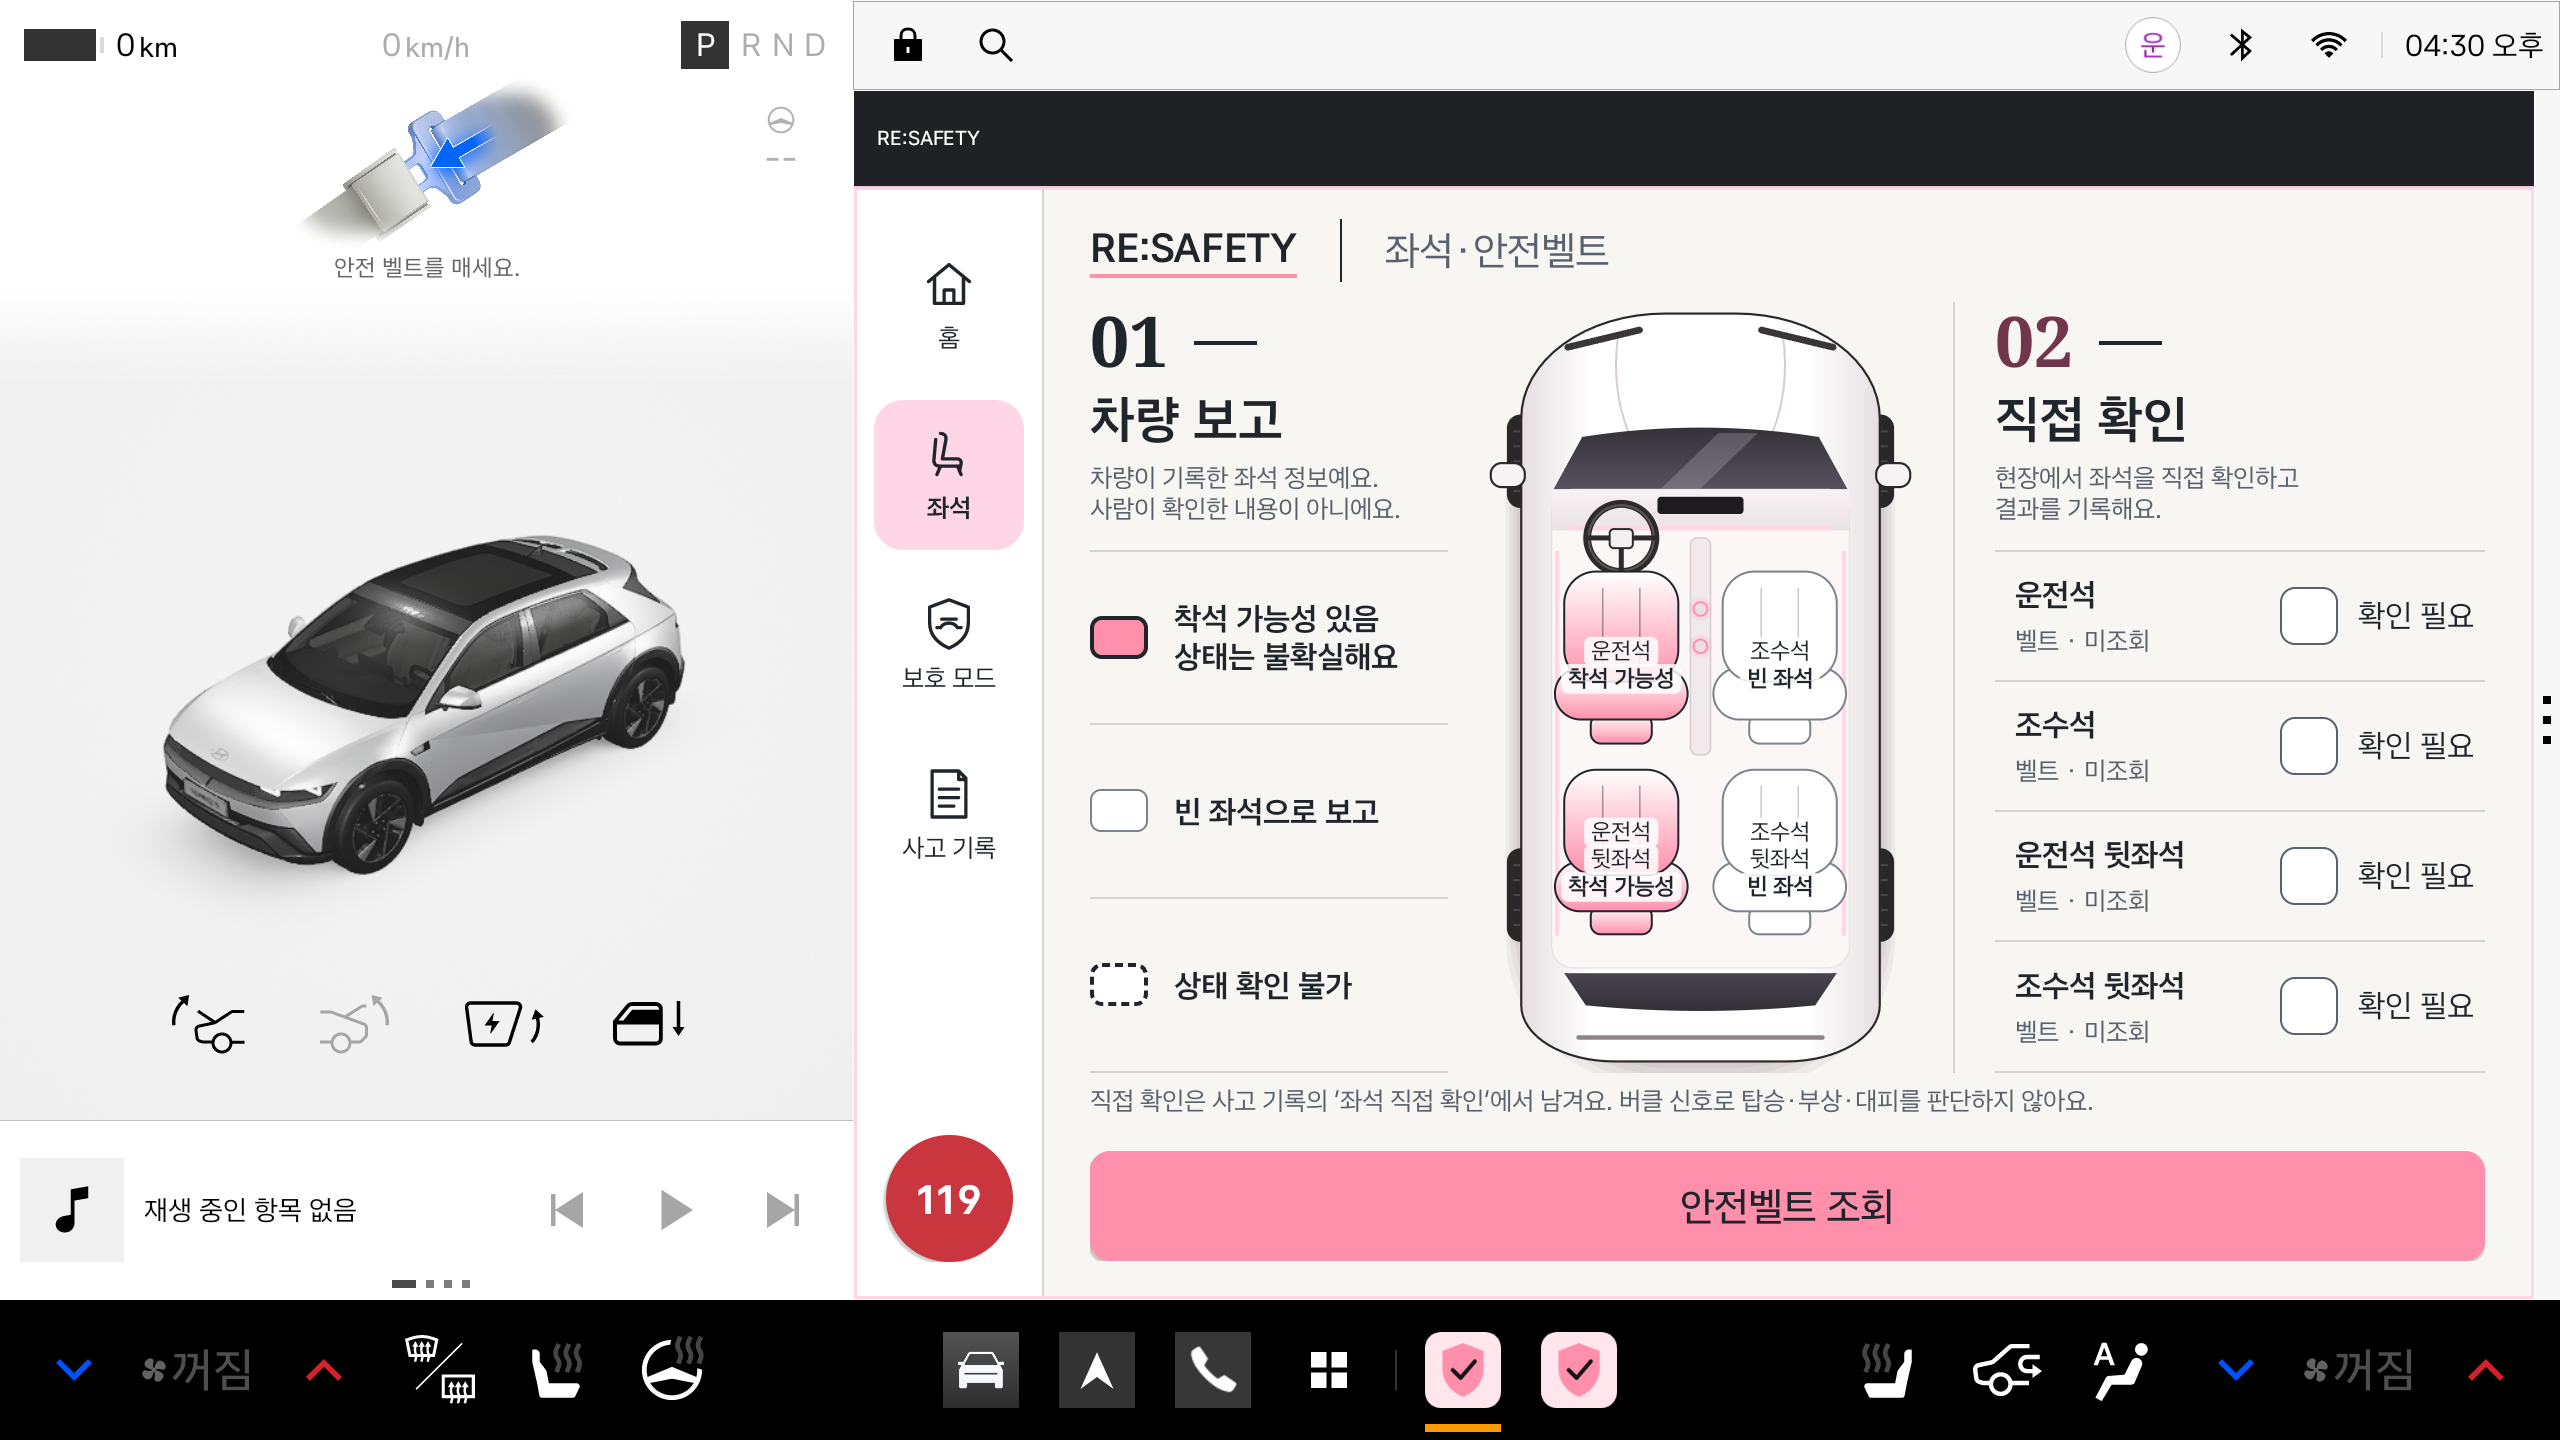 0 km
0 km/h
P R N D
안전 벨트를 매세요.
재생 중인 항목 없음
운
04:30 오후
RE:SAFETY
홈
좌석
보호 모드
사고 기록
119
RE:SAFETY
좌석·안전벨트
01
차량 보고
차량이 기록한 좌석 정보예요.
사람이 확인한 내용이 아니에요.
착석 가능성 있음
상태는 불확실해요
빈 좌석으로 보고
상태 확인 불가
운전석
착석 가능성
조수석
빈 좌석
운전석
뒷좌석
착석 가능성
조수석
뒷좌석
빈 좌석
02
직접 확인
현장에서 좌석을 직접 확인하고
결과를 기록해요.
운전석
벨트 · 미조회
확인 필요
조수석
벨트 · 미조회
확인 필요
운전석 뒷좌석
벨트 · 미조회
확인 필요
조수석 뒷좌석
벨트 · 미조회
확인 필요
직접 확인은 사고 기록의 '좌석 직접 확인'에서 남겨요. 버클 신호로 탑승·부상·대피를 판단하지 않아요.
안전벨트 조회
꺼짐
A
꺼짐